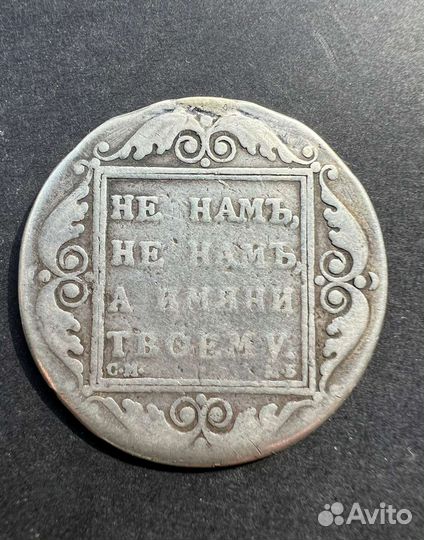 НЕ НАМЪ,
НЕ НАМЪ,
А ИМЯНИ
ТВОЕМУ.
С.М.
Avito